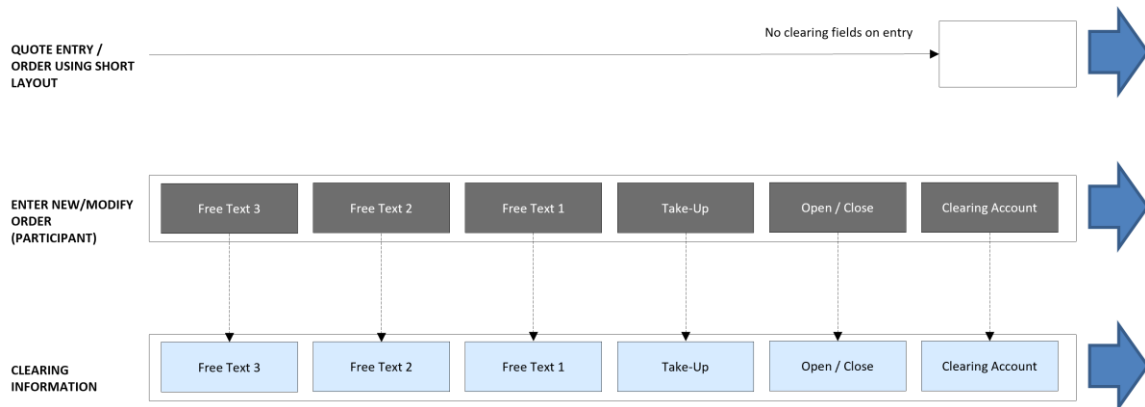 No clearing fields on entry
QUOTE ENTRY /
ORDER USING SHORT
LAYOUT
ENTER NEW/MODIFY
ORDER
(PARTICIPANT)
Free Text 3
Free Text 2
Free Text 1
Take-Up
Open / Close
Clearing Account
CLEARING
INFORMATION
Free Text 3
Free Text 2
Free Text 1
Take-Up
Open / Close
Clearing Account